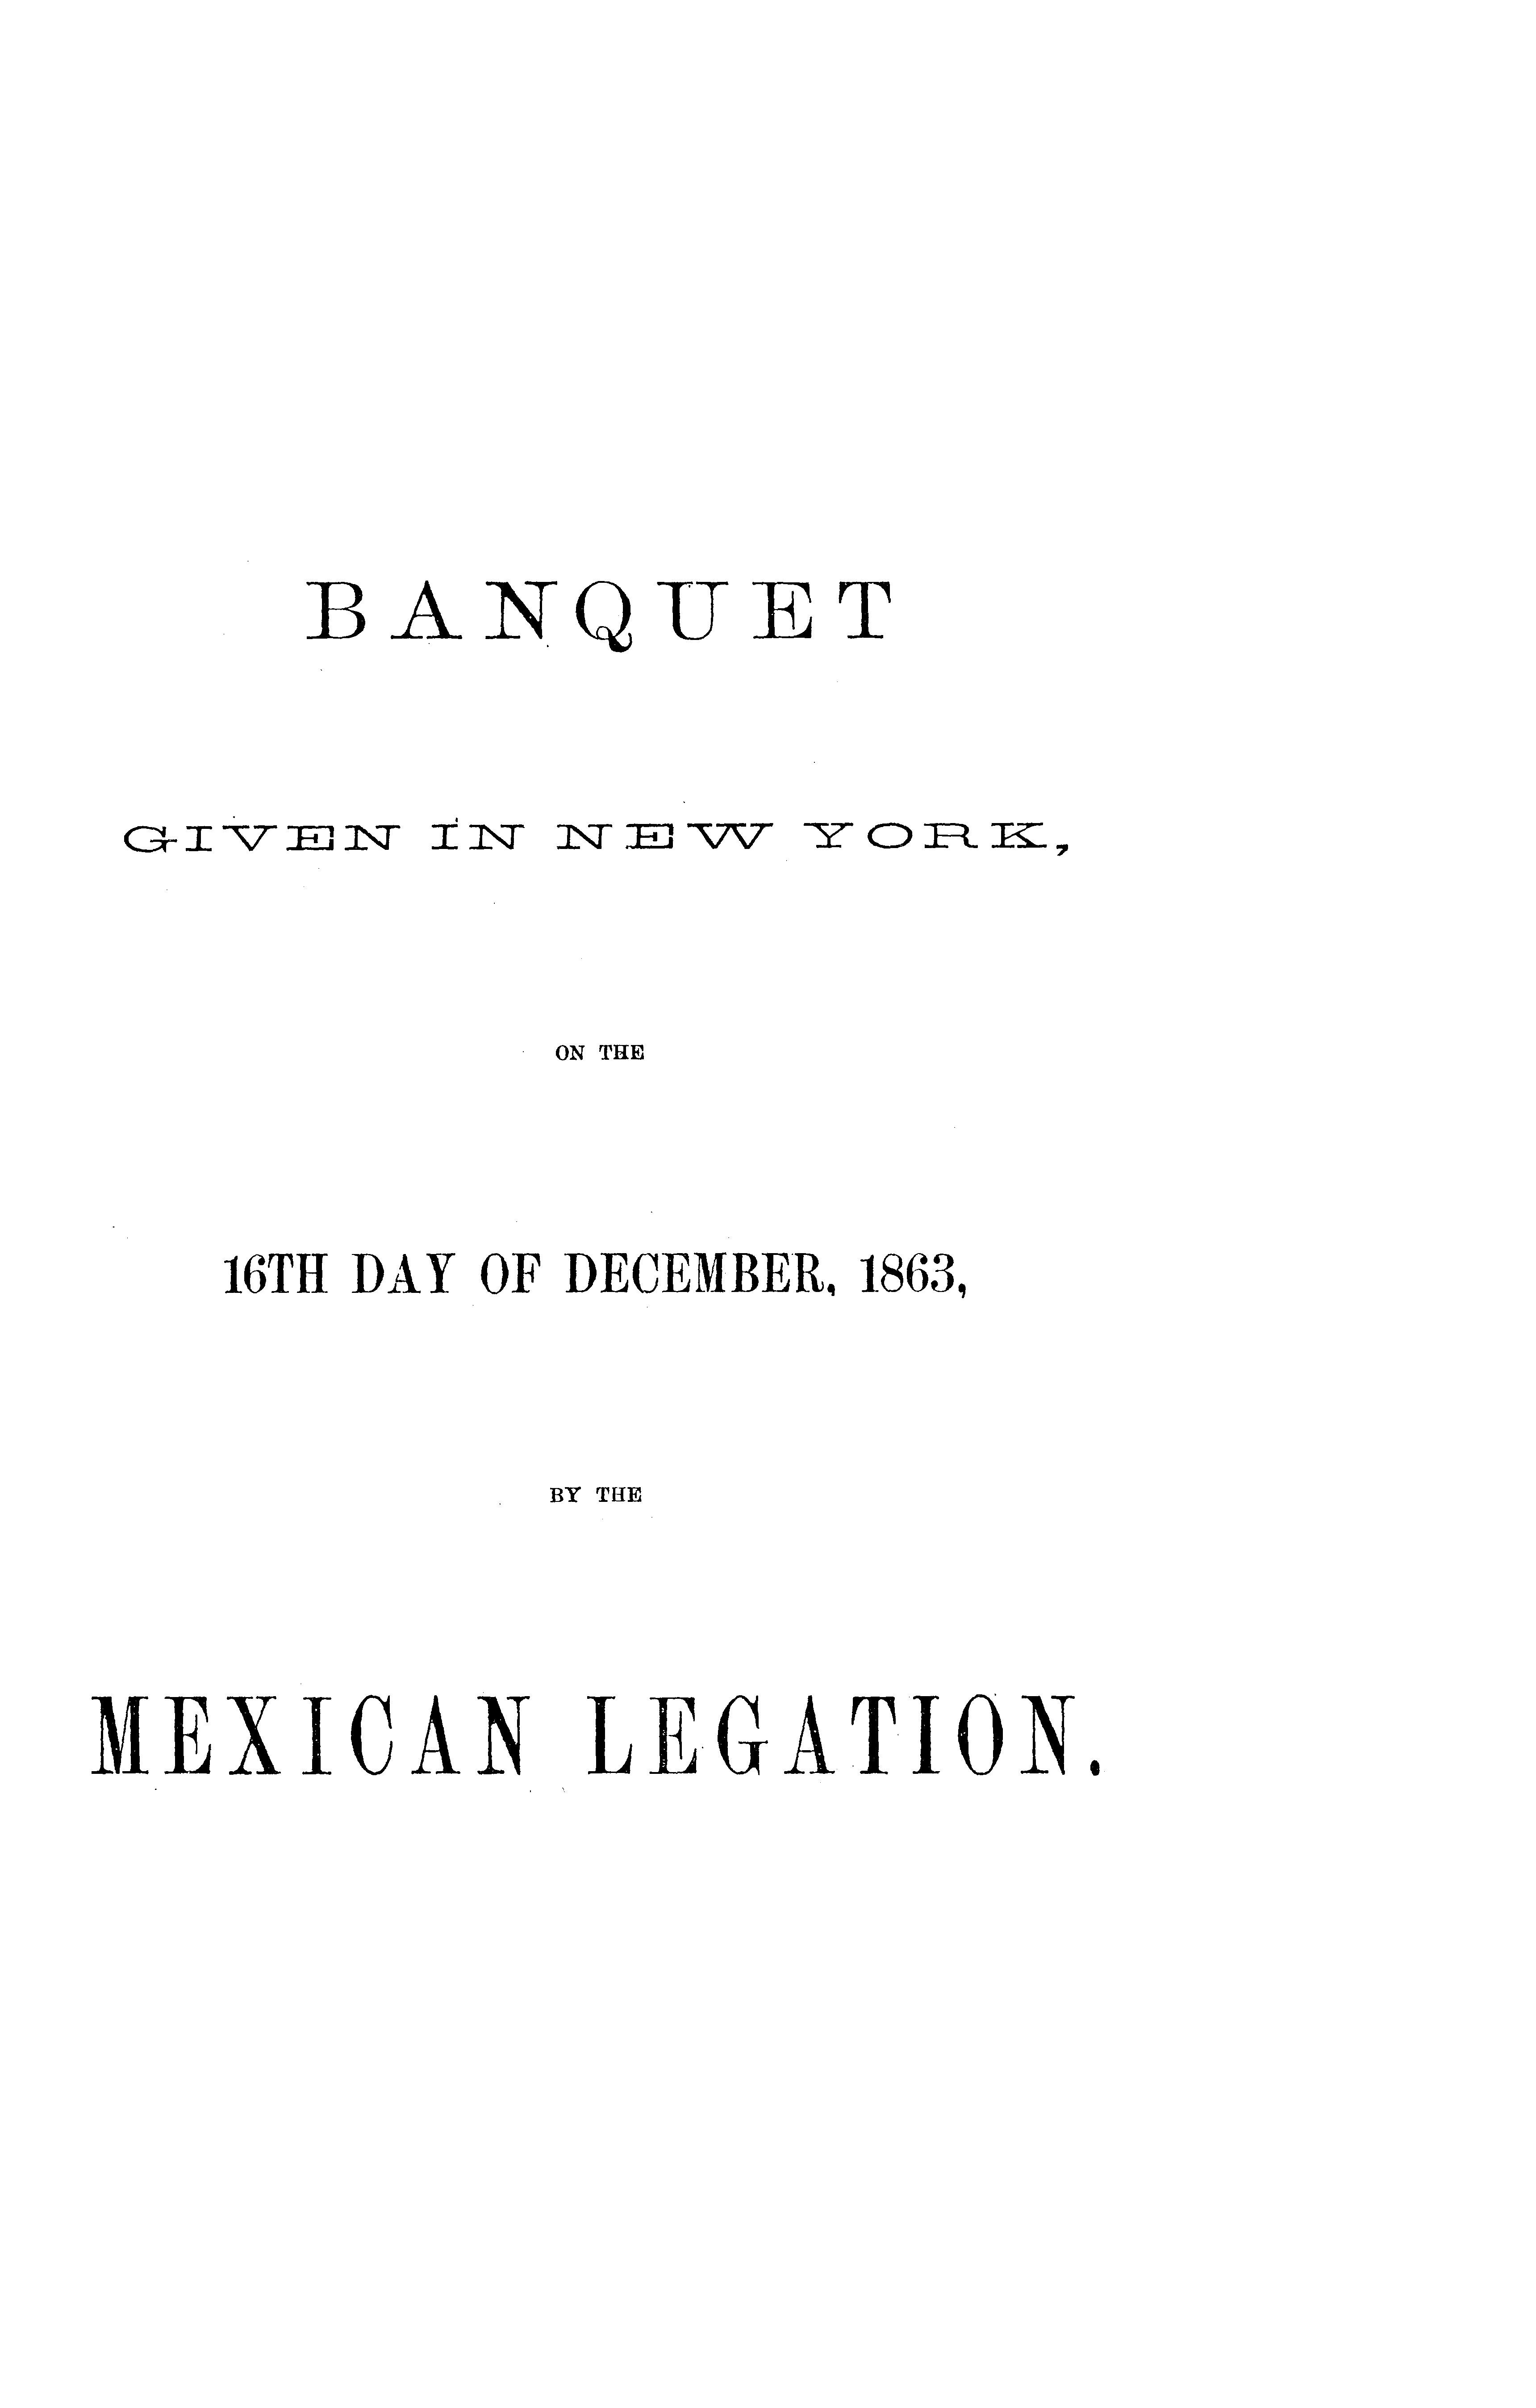 BANQUET
GIVEN IN NEW YORK,
ON THE
16TH DAY OF DECEMBER, 1863,
BY THE
MEXICAN LEGATION.